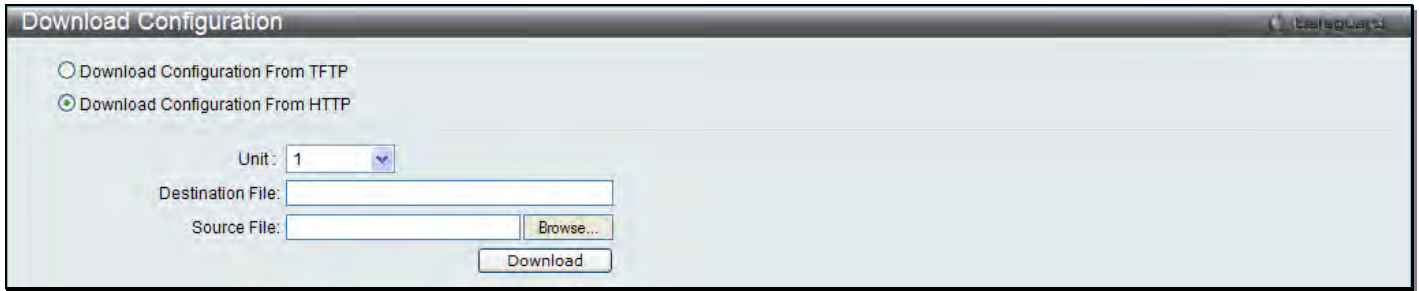 Download Configuration
Download Configuration From TFTP
Download Configuration From HTTP
Unit: 1
Destination File:
Source File: Browse...
Download